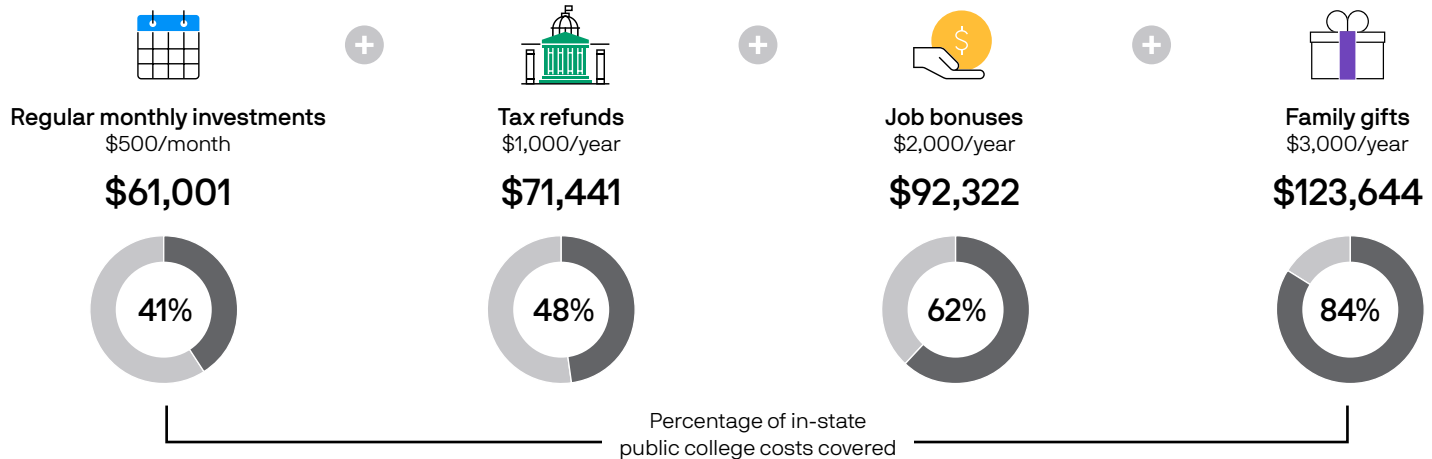 Regular monthly investments
$500/month
$61,001
41%
Tax refunds
$1,000/year
$71,441
48%
Job bonuses
$2,000/year
$92,322
62%
Family gifts
$3,000/year
$123,644
84%
Percentage of in-state
public college costs covered